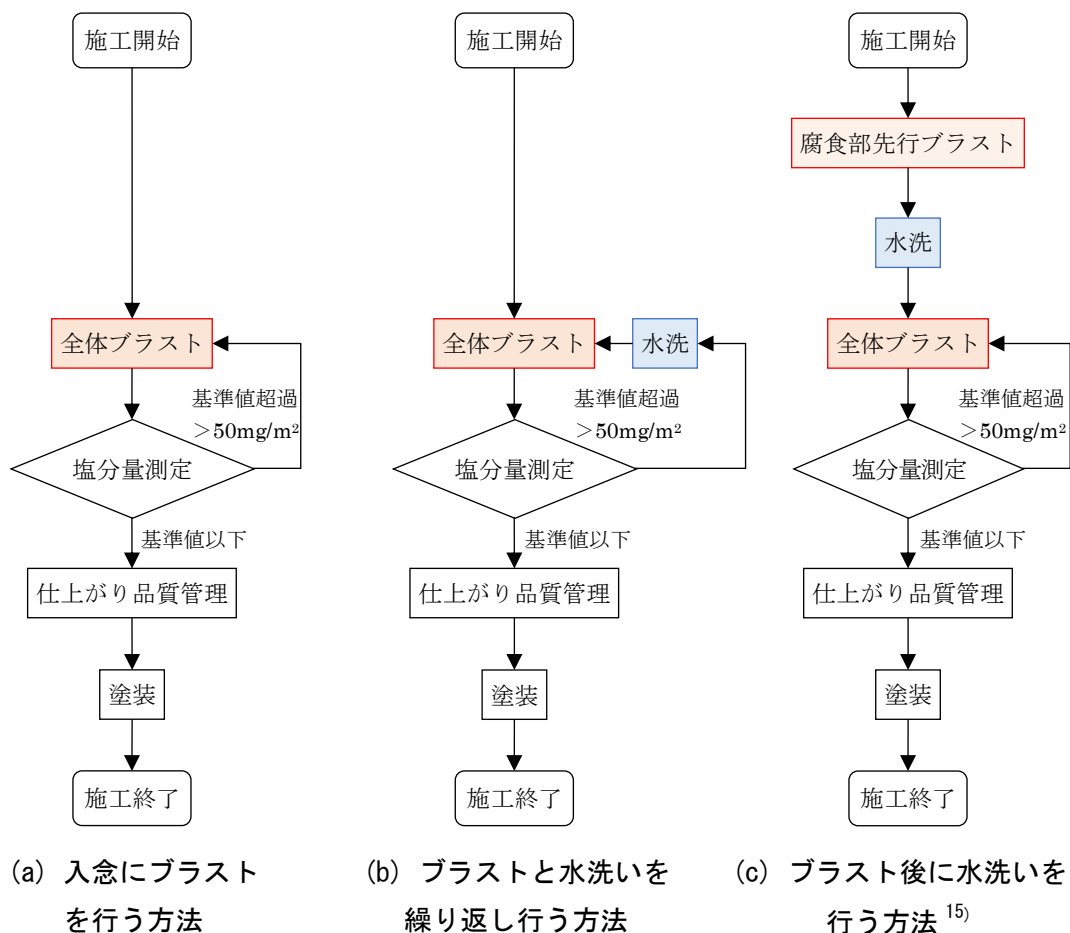 施工開始
全体ブラスト
基準値超過
>50mg/m²
塩分量測定
基準値以下
仕上がり品質管理
塗装
施工終了
(a) 入念にブラスト
を行う方法
施工開始
全体ブラスト
水洗
基準値超過
>50mg/m²
塩分量測定
基準値以下
仕上がり品質管理
塗装
施工終了
(b) ブラストと水洗いを
繰り返し行う方法
施工開始
腐食部先行ブラスト
水洗
全体ブラスト
基準値超過
>50mg/m²
塩分量測定
基準値以下
仕上がり品質管理
塗装
施工終了
(c) ブラスト後に水洗いを
行う方法 15)